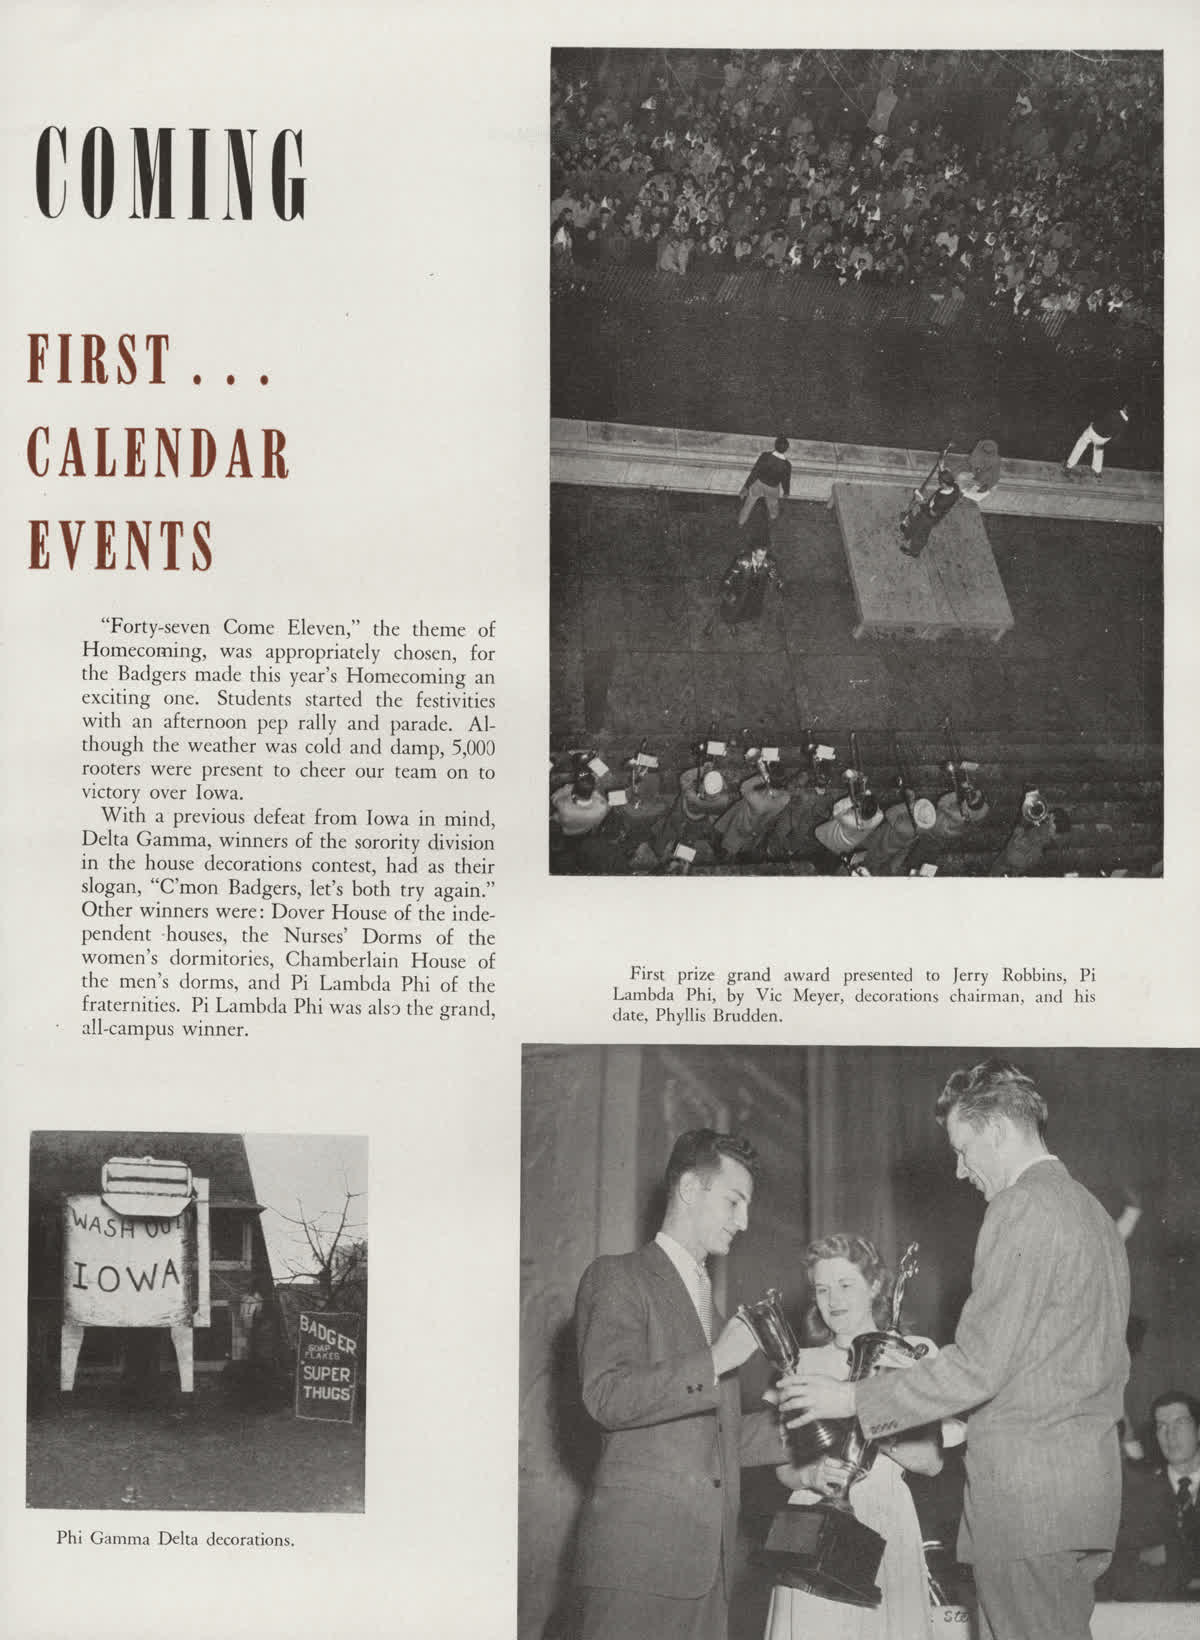 COMING
FIRST . . .
CALENDAR
EVENTS
“Forty-seven Come Eleven,” the theme of
Homecoming, was appropriately chosen, for
the Badgers made this year’s Homecoming an
exciting one. Students started the festivities
with an afternoon pep rally and parade. Al-
though the weather was cold and damp, 5,000
rooters were present to cheer our team on to
victory over Iowa.
With a previous defeat from Iowa in mind,
Delta Gamma, winners of the sorority division
in the house decorations contest, had as their
slogan, “C’mon Badgers, let’s both try again.”
Other winners were: Dover House of the inde-
pendent houses, the Nurses’ Dorms of the
women’s dormitories, Chamberlain House of
the men’s dorms, and Pi Lambda Phi of the
fraternities. Pi Lambda Phi was also the grand,
all-campus winner.
First prize grand award presented to Jerry Robbins, Pi
Lambda Phi, by Vic Meyer, decorations chairman, and his
date, Phyllis Brudden.
WASH OUT
IOWA
BADGER
SOAP
FLAKES
"SUPER
THUGS"
Phi Gamma Delta decorations.